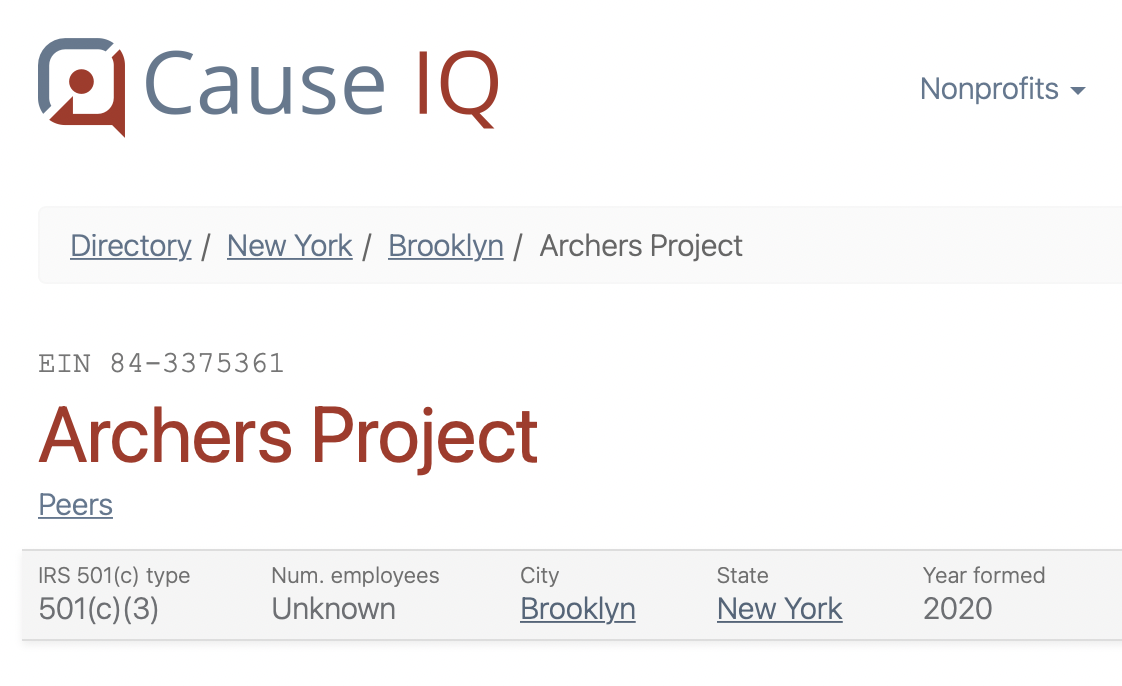 Cause IQ
Nonprofits
Directory / New York / Brooklyn / Archers Project
EIN 84-3375361
Archers Project
Peers
IRS 501(c) type Num. employees City State Year formed
501(c)(3) Unknown Brooklyn New York 2020